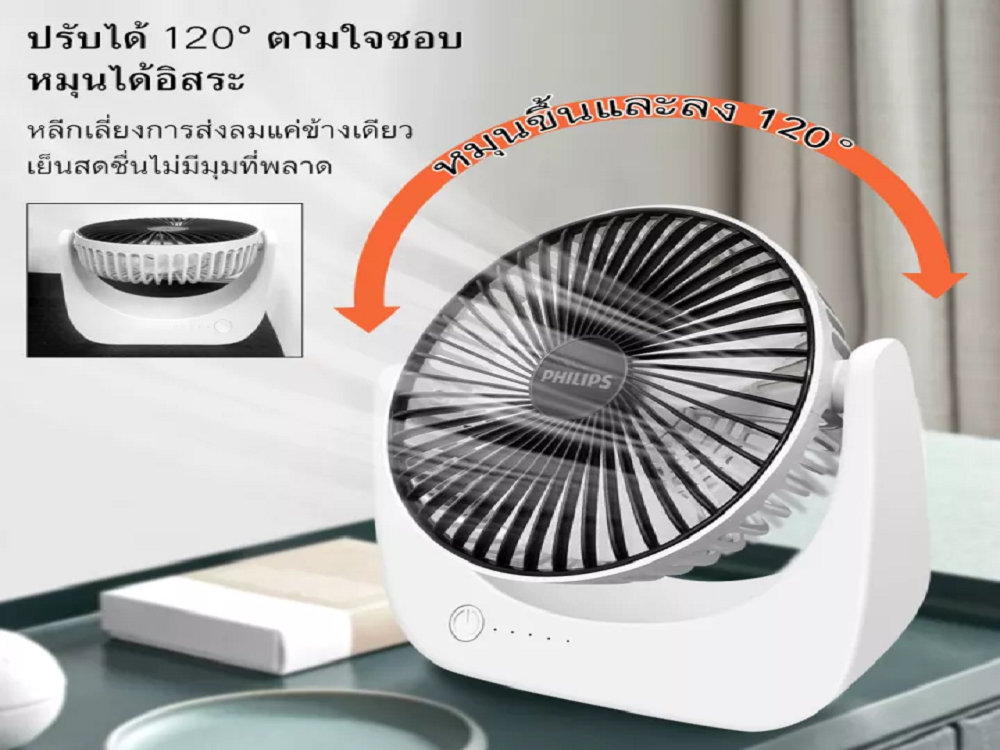 ปรับได้ 120° ตามใจชอบ
หมุนได้อิสระ
หลีกเลี่ยงการส่งลมแค่ข้างเดียว
เย็นสดชื่นไม่มีมุมที่พลาด
หมุนขึ้นและลง 120°
PHILIPS